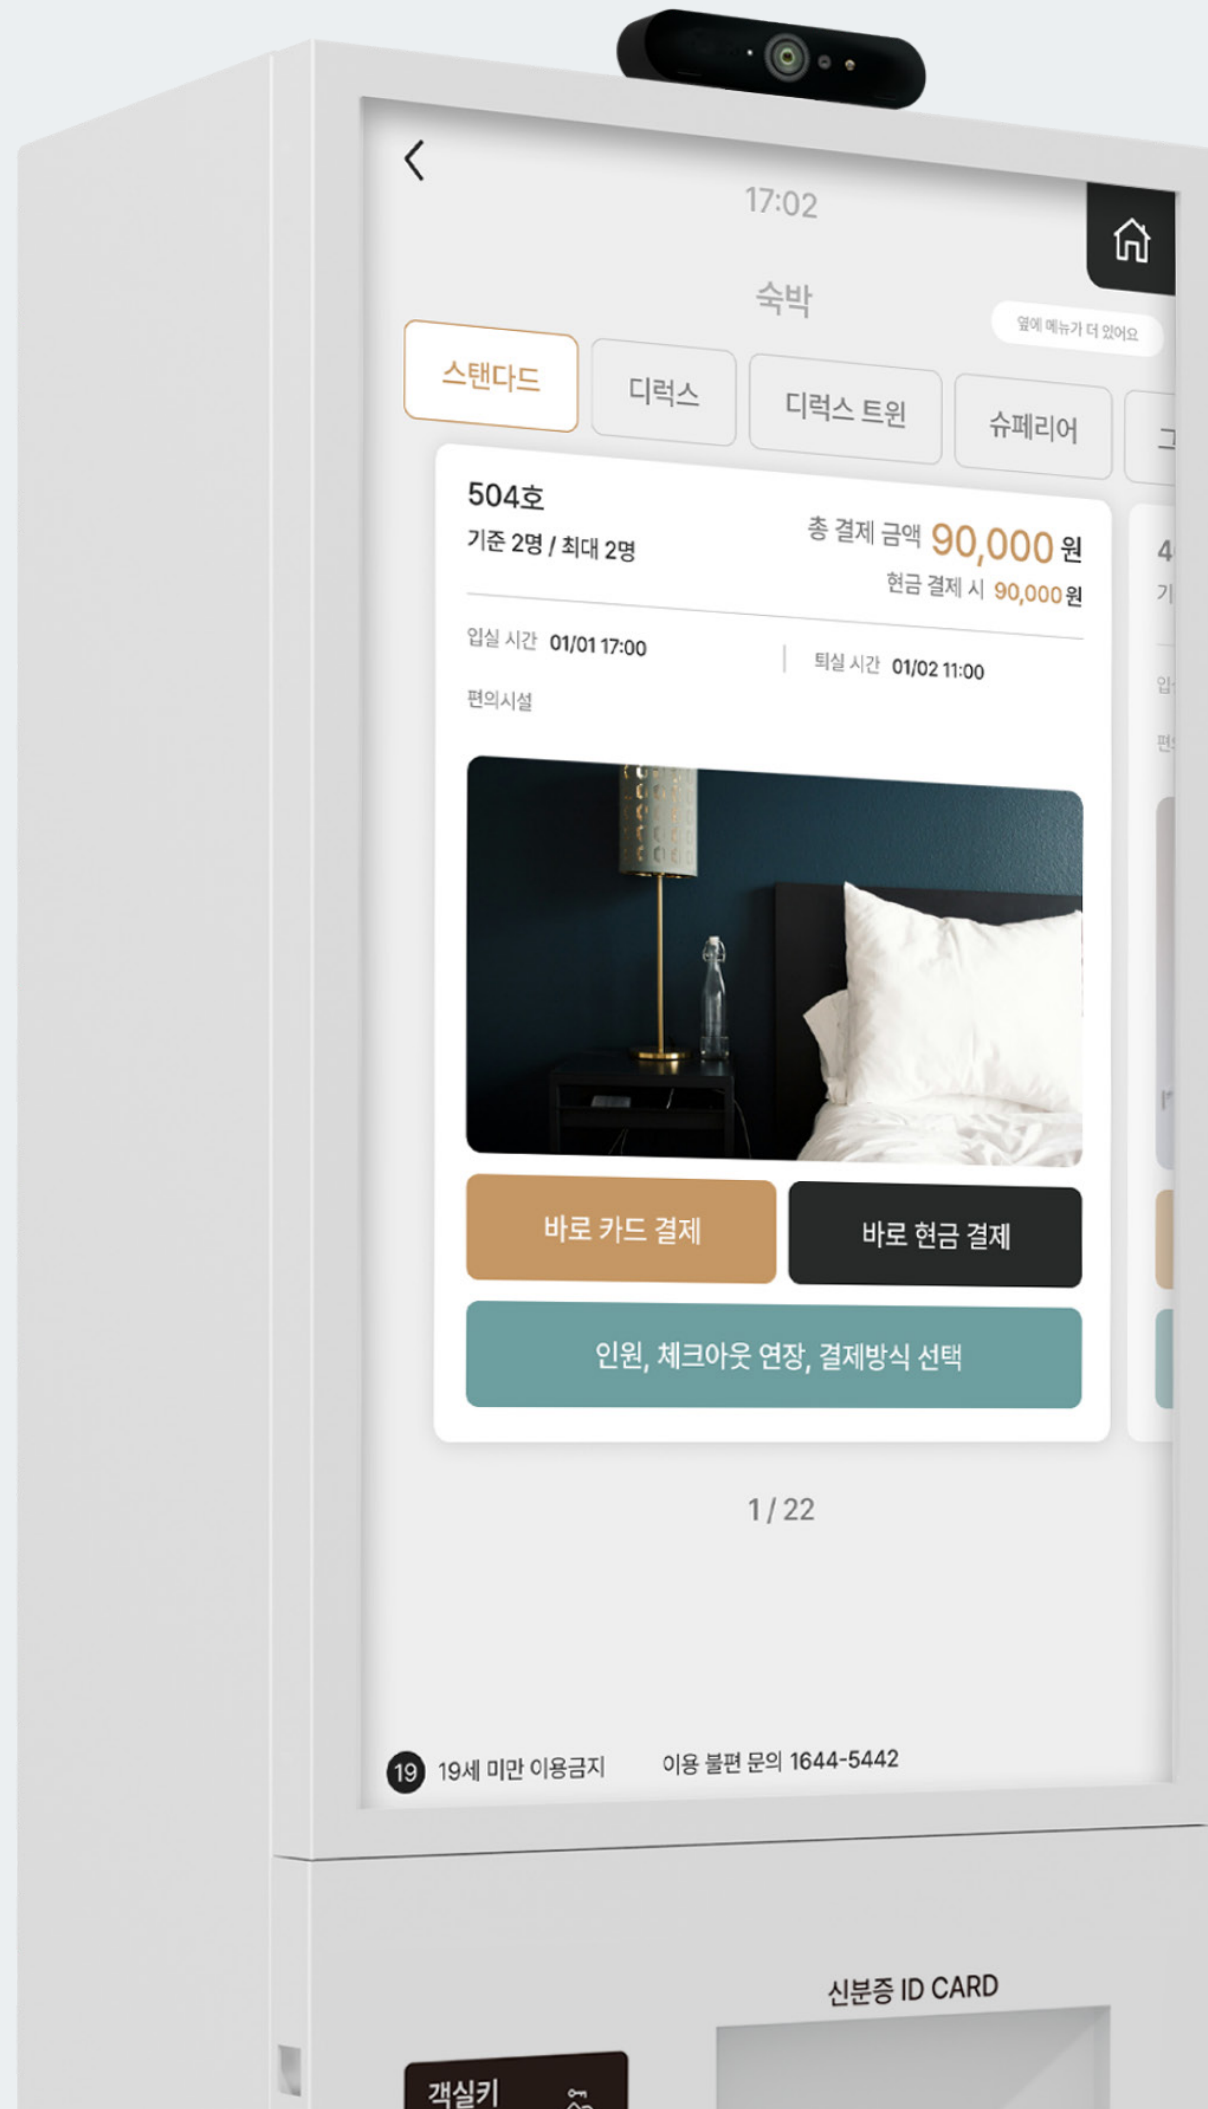 17:02
숙박
옆에 메뉴가 더 있어요
스탠다드
디럭스
디럭스 트윈
슈페리어
그
504호
기준 2명 / 최대 2명
총 결제 금액 90,000 원
현금 결제 시 90,000 원
입실 시간 01/01 17:00
퇴실 시간 01/02 11:00
편의시설
4
기
바로 카드 결제
바로 현금 결제
인원, 체크아웃 연장, 결제방식 선택
1 / 22
19 19세 미만 이용금지
이용 불편 문의 1644-5442
신분증 ID CARD
객실키